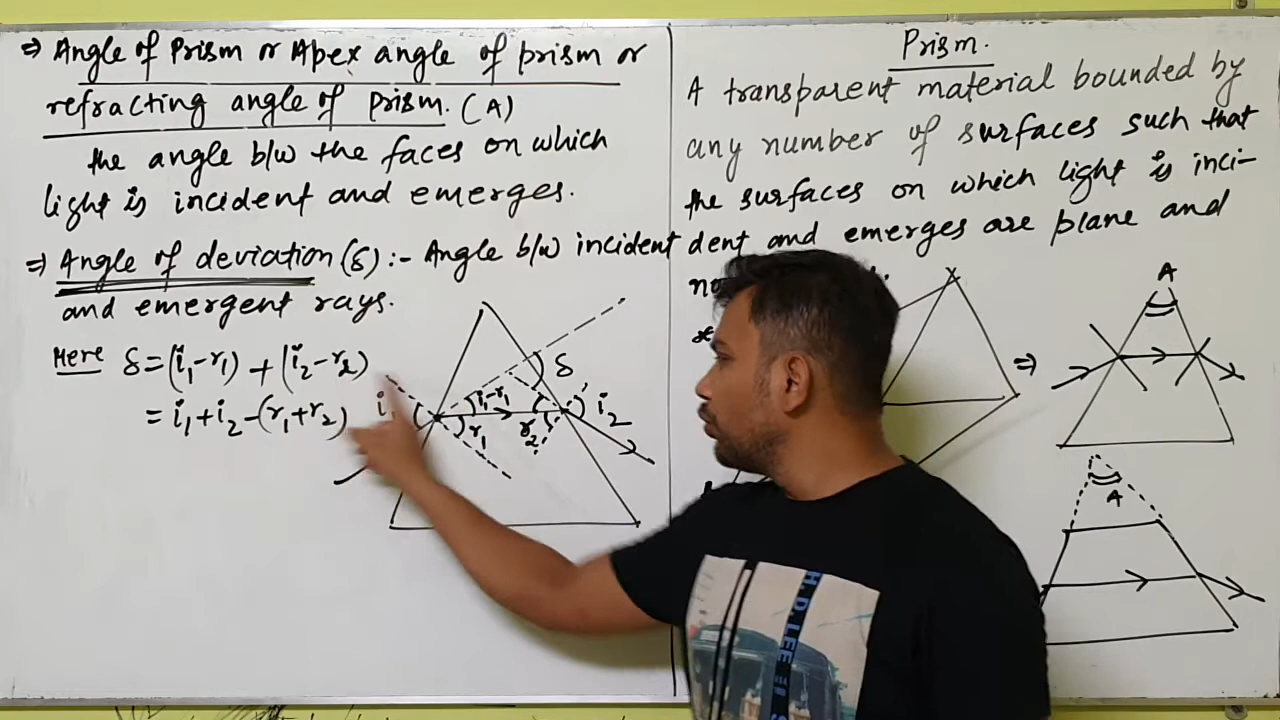 ⇒ Angle of Prism or Apex angle of prism or
refracting angle of prism. (A)
the angle b/w the faces on which
light is incident and emerges.
⇒ Angle of deviation (δ) :- Angle b/w incident
and emergent rays.
Here δ = (i₁-r₁) + (i₂-r₂)
= i₁+i₂-(r₁+r₂)
δ
i₁-r₁
i₁
r₁
r₂
i₂
Prism.
A transparent material bounded by
any number of surfaces such that
the surfaces on which light is inci-
dent and emerges are plane and
⇒
A
A
H.D.LEE